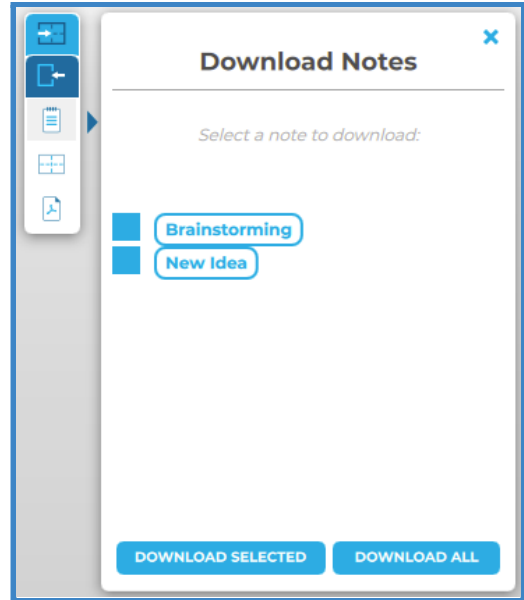 Download Notes
Select a note to download:
Brainstorming
New Idea
DOWNLOAD SELECTED
DOWNLOAD ALL